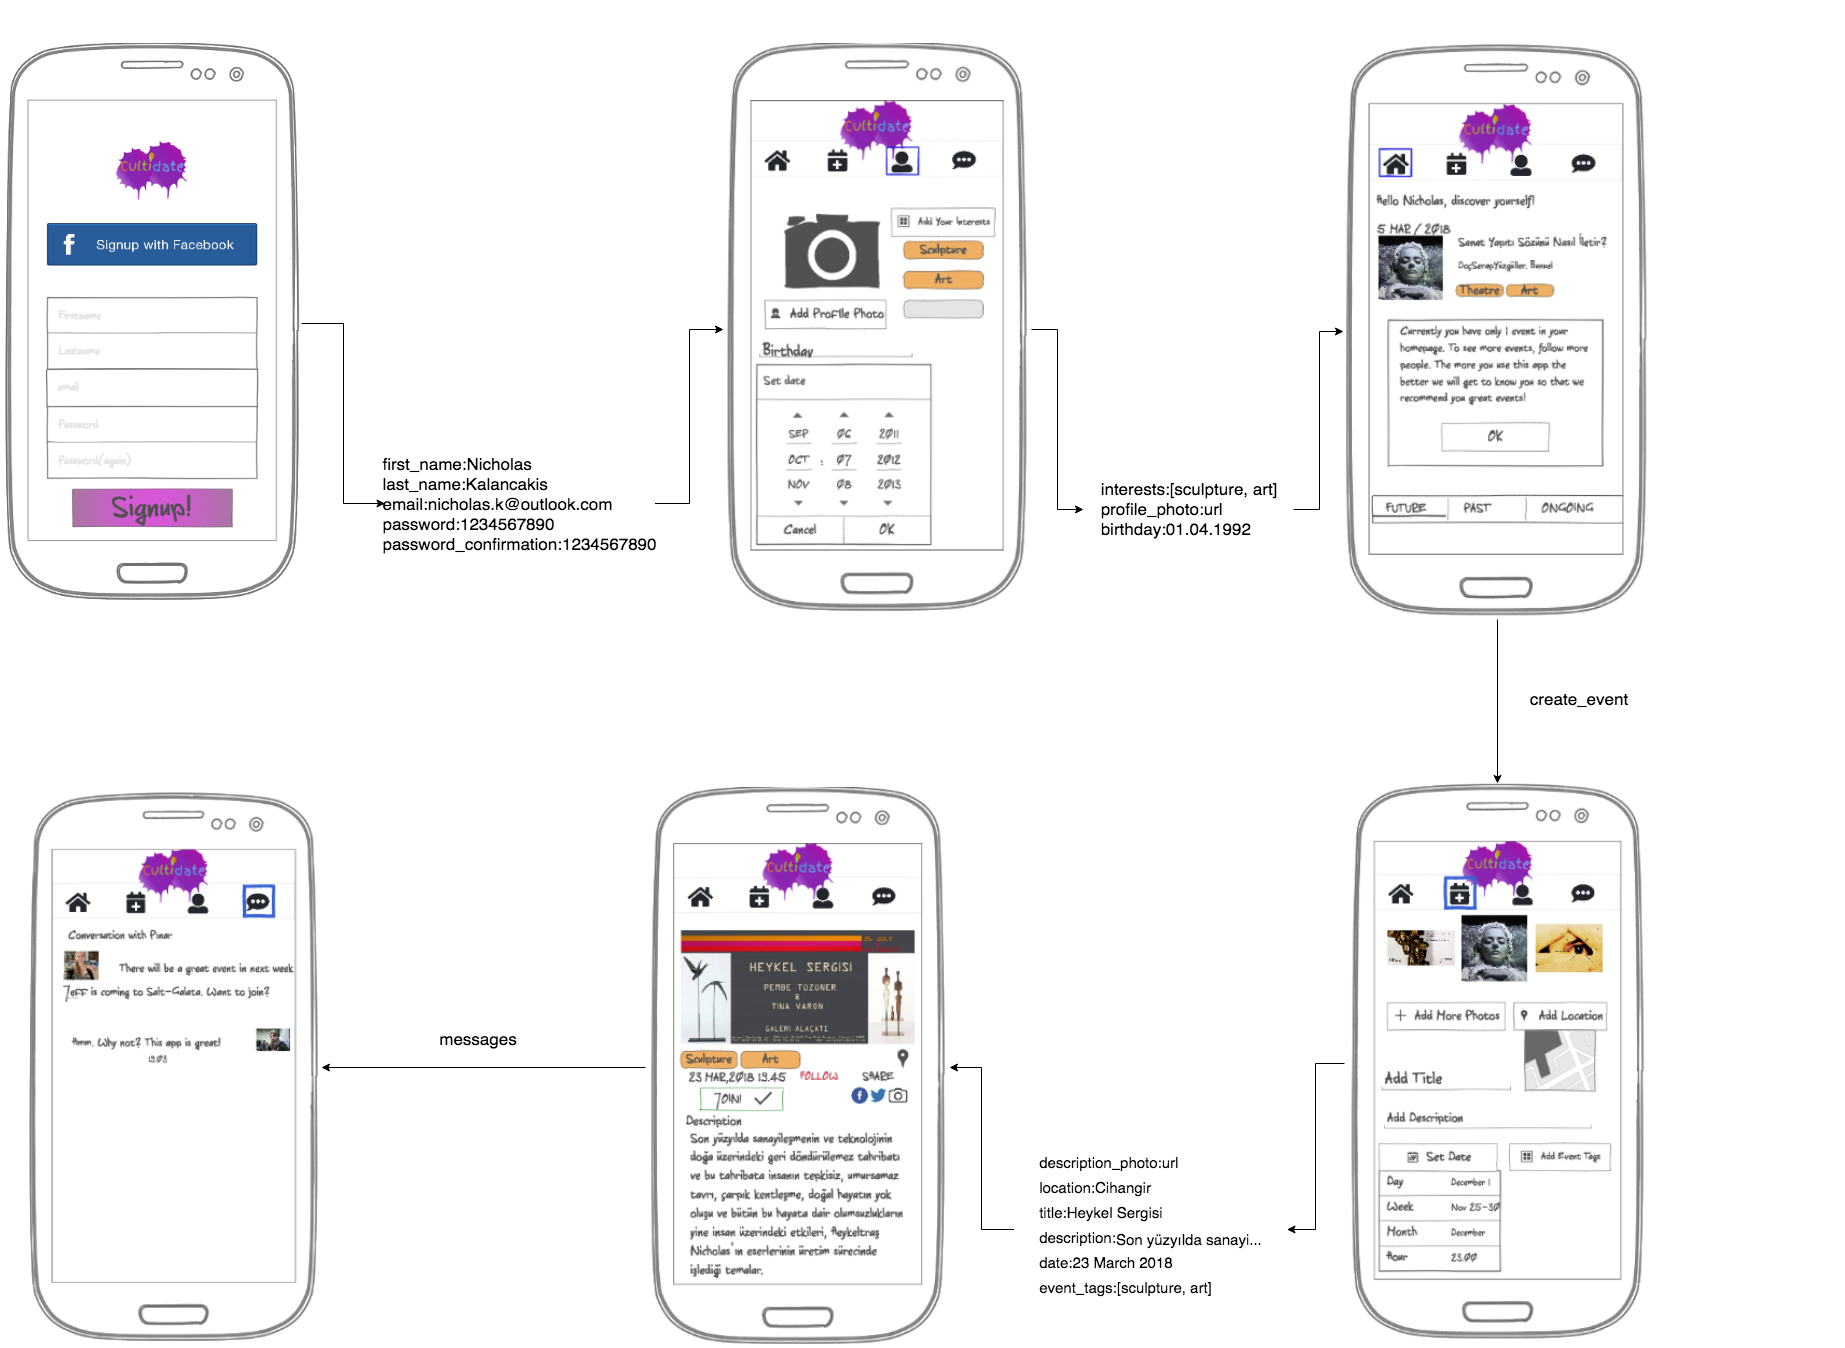 Cultidate
Signup with Facebook
Firstname
Lastname
email
Password
Password(again)
Signup!
first_name:Nicholas
last_name:Kalancakis
email:nicholas.k@outlook.com
password:1234567890
password_confirmation:1234567890
Cultidate
Add Your Interests
Sculpture
Art
Add Profile Photo
Birthday
Set date
SEP 06 2011
OCT : 07 2012
NOV 08 2013
Cancel OK
interests:[sculpture, art]
profile_photo:url
birthday:01.04.1992
Cultidate
Hello Nicholas, discover yourself!
5 MAR / 2018
Sanat Yapıtı Sözünü Nasıl İletir?
Doç.Serap Yüzgüller.
Theatre Art
Currently you have only 1 event in your
homepage. To see more events, follow more
people. The more you use this app the
better we will get to know you so that we
recommend you great events!
OK
FUTURE PAST ONGOING
create_event
Cultidate
Add More Photos
Add Location
Add Title
Add Description
Set Date
Add Event Tags
Day December 1
Week Nov 25-30
Month December
Hour 23.00
description_photo:url
location:Cihangir
title:Heykel Sergisi
description:Son yüzyılda sanayi...
date:23 March 2018
event_tags:[sculpture, art]
Cultidate
JULY
HEYKEL SERGISI
PEMBE TOZONER
&
TINA VARON
GALERI ALAÇATI
Sculpture Art
23 MAR,2018 19.45 FOLLOW SHARE
JOIN!
Description
Son yüzyılda sanayileşmenin ve teknolojinin
doğa üzerindeki geri döndürülemez tahribatı
ve bu tahribata insanın tepkisiz, umursamaz
tavrı, çarpık kentleşme, doğal hayatın yok
oluşu ve bütün bu hayata dair olumsuzlukların
yine insan üzerindeki etkileri, Heykeltraş
Nicholas'ın eserlerinin üretim sürecinde
işlediği temalar.
messages
Cultidate
Conversation with Pınar
There will be a great event in next week
Jeff is coming to Salt-Galata. Want to join?
Hmm. Why not? This app is great!
19.03